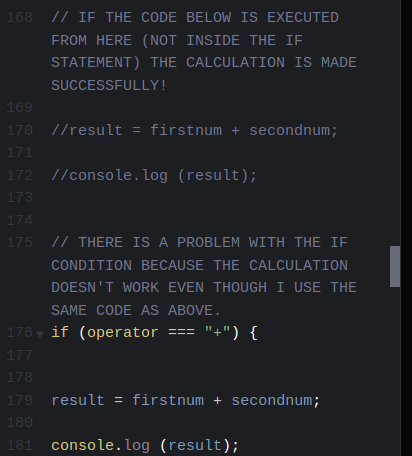 168 // IF THE CODE BELOW IS EXECUTED
FROM HERE (NOT INSIDE THE IF
STATEMENT) THE CALCULATION IS MADE
SUCCESSFULLY!
169
170 //result = firstnum + secondnum;
171
172 //console.log (result);
173
174
175 // THERE IS A PROBLEM WITH THE IF
CONDITION BECAUSE THE CALCULATION
DOESN'T WORK EVEN THOUGH I USE THE
SAME CODE AS ABOVE.
176 if (operator === "+") {
177
178
179 result = firstnum + secondnum;
180
181 console.log (result);